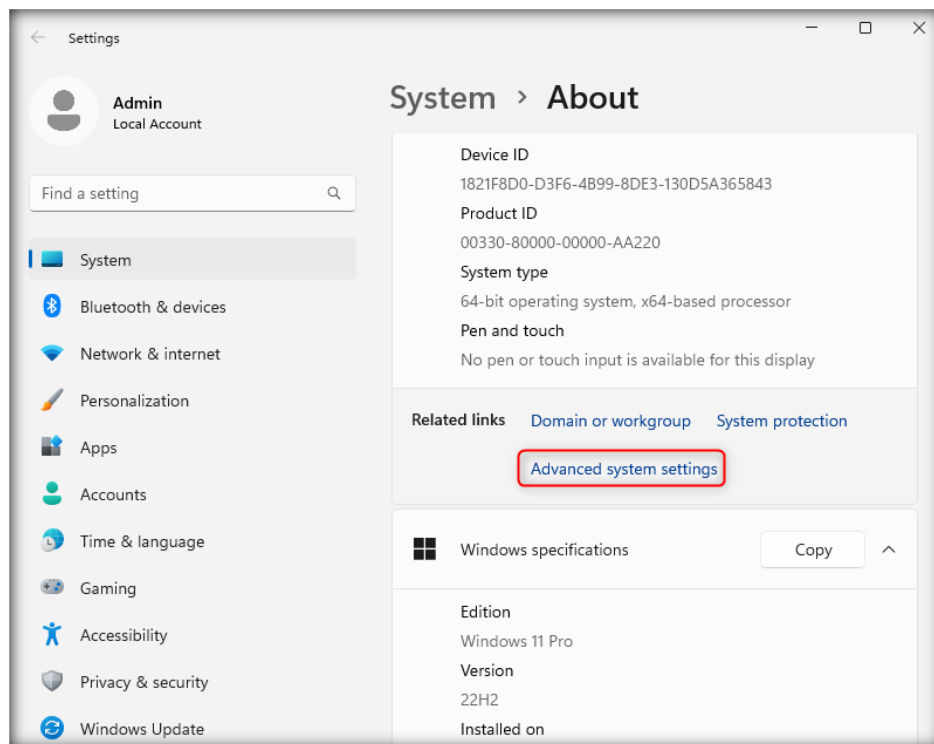 Settings
Admin
Local Account
Find a setting
System
Bluetooth & devices
Network & internet
Personalization
Apps
Accounts
Time & language
Gaming
Accessibility
Privacy & security
Windows Update
System > About
Device ID
1821F8D0-D3F6-4B99-8DE3-130D5A365843
Product ID
00330-80000-00000-AA220
System type
64-bit operating system, x64-based processor
Pen and touch
No pen or touch input is available for this display
Related links Domain or workgroup System protection
Advanced system settings
Windows specifications Copy
Edition
Windows 11 Pro
Version
22H2
Installed on